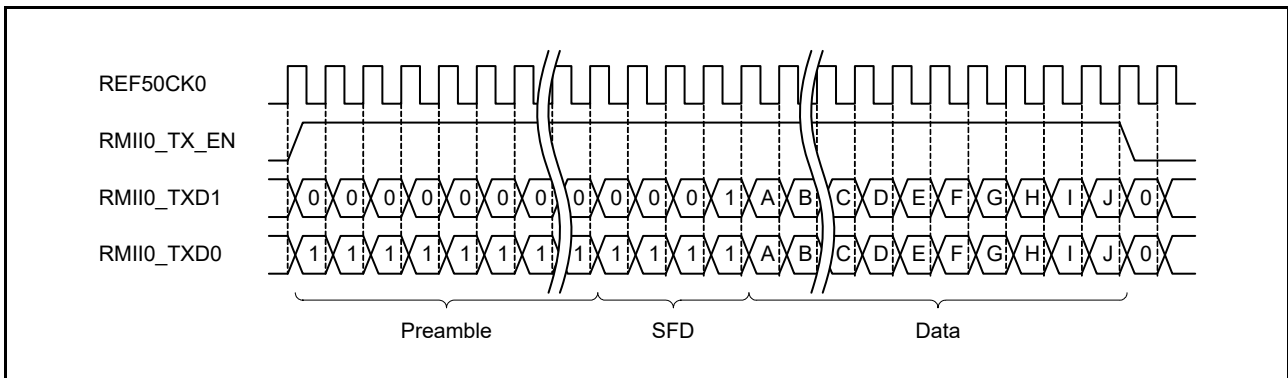 REF50CK0
RMII0_TX_EN
RMII0_TXD1 0 0 0 0 0 0 0 0 0 0 0 1 A B C D E F G H I J 0
RMII0_TXD0 1 1 1 1 1 1 1 1 1 1 1 1 A B C D E F G H I J 0
Preamble SFD Data